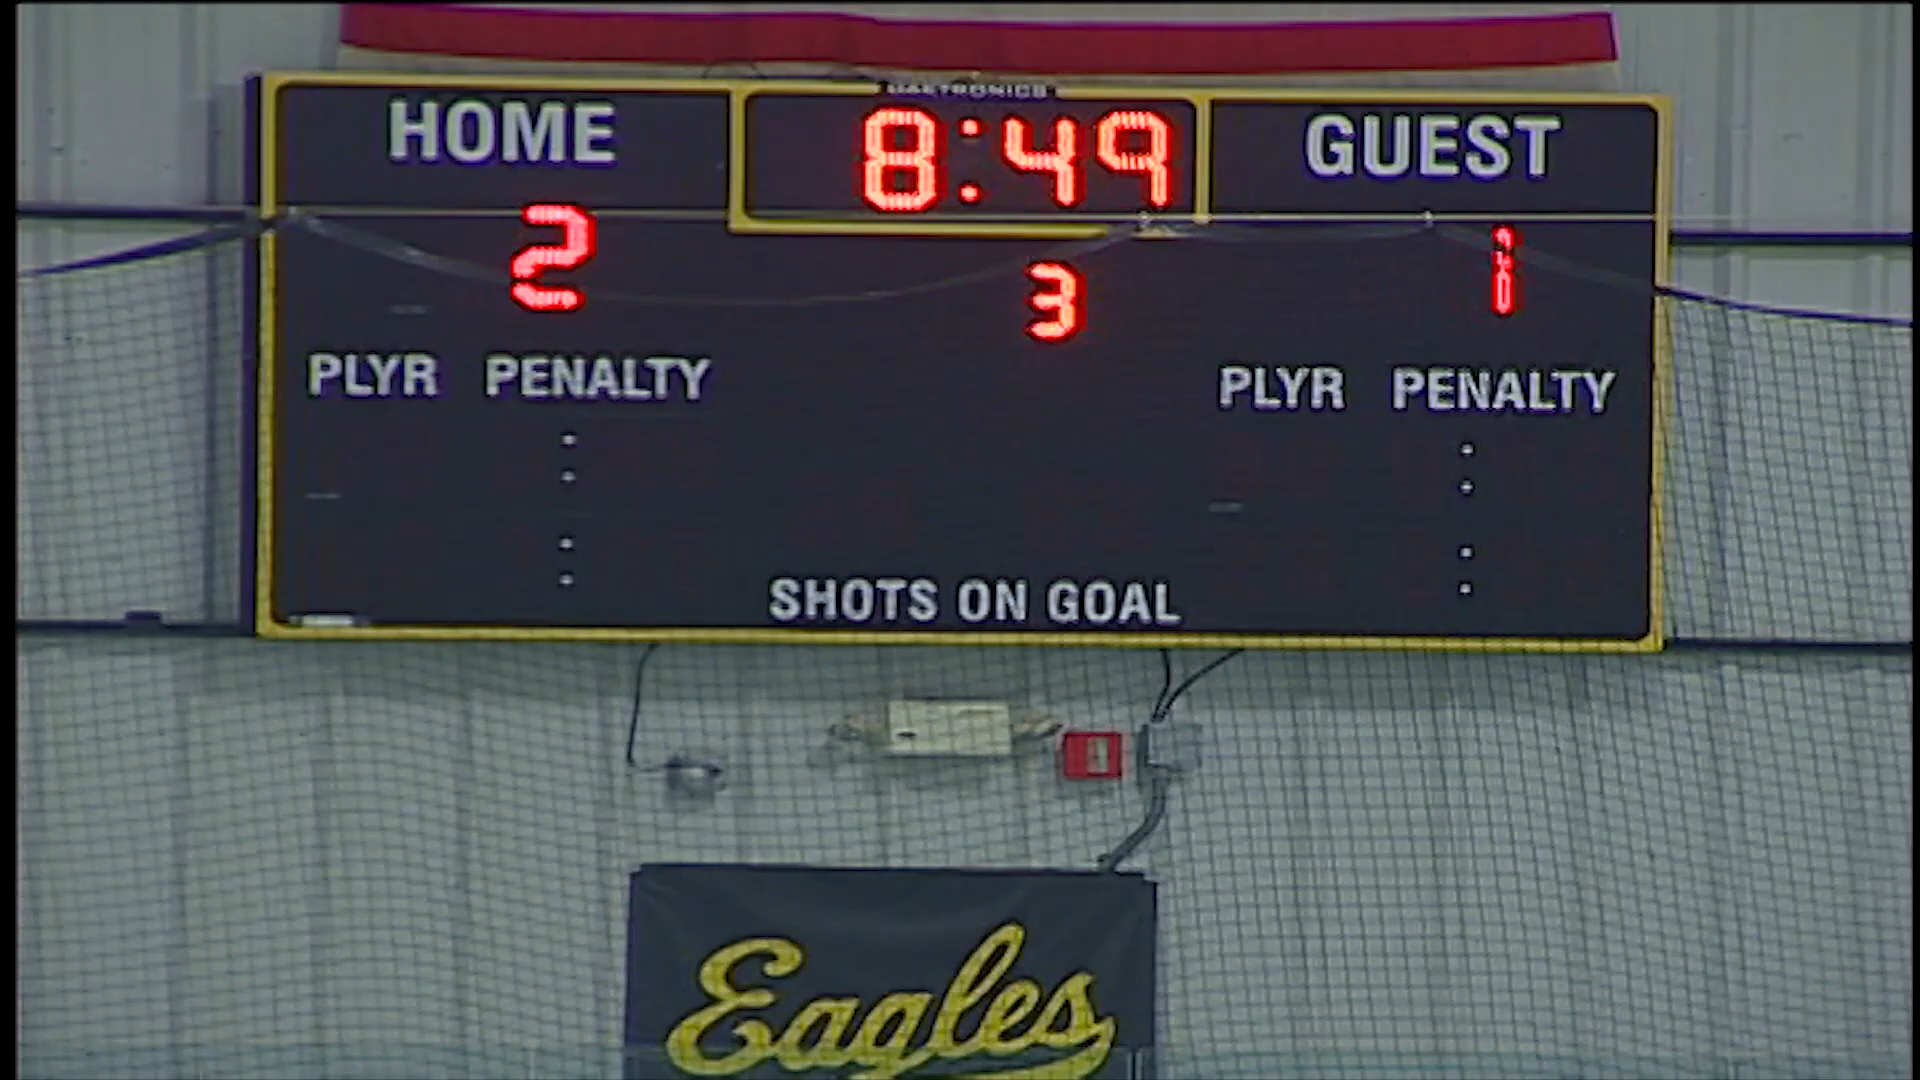 HOME 8:49 GUEST
2 3 1
PLYR PENALTY PLYR PENALTY
SHOTS ON GOAL
Eagles